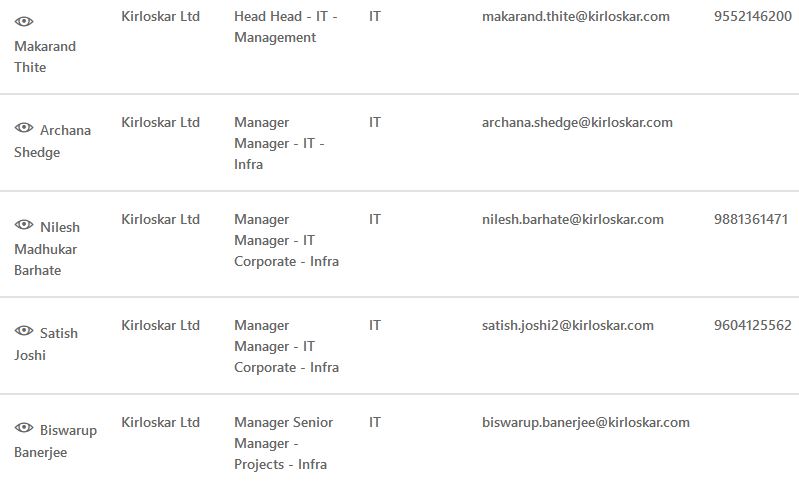 Makarand Thite Kirloskar Ltd Head Head - IT - Management IT makarand.thite@kirloskar.com 9552146200
Archana Shedge Kirloskar Ltd Manager Manager - IT - Infra IT archana.shedge@kirloskar.com
Nilesh Madhukar Barhate Kirloskar Ltd Manager Manager - IT Corporate - Infra IT nilesh.barhate@kirloskar.com 9881361471
Satish Joshi Kirloskar Ltd Manager Manager - IT Corporate - Infra IT satish.joshi2@kirloskar.com 9604125562
Biswarup Banerjee Kirloskar Ltd Manager Senior Manager - Projects - Infra IT biswarup.banerjee@kirloskar.com